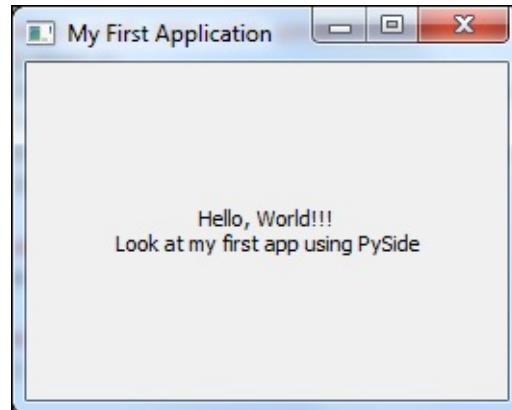 My First Application
Hello, World!!!
Look at my first app using PySide